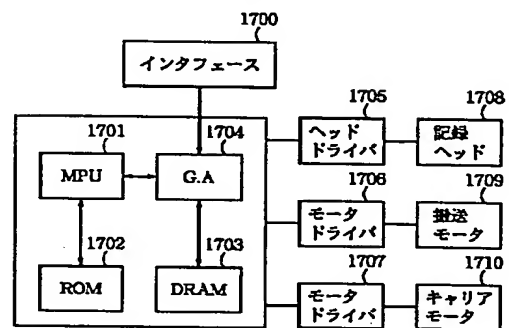 1700
インタフェース
1701
MPU
1704
G.A
1702
ROM
1703
DRAM
1705
ヘッド
ドライバ
1708
記録
ヘッド
1706
モータ
ドライバ
1709
搬送
モータ
1707
モータ
ドライバ
1710
キャリア
モータ